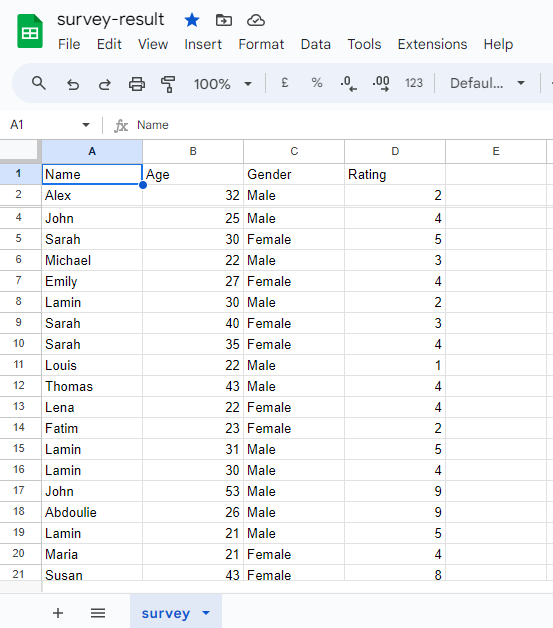 survey-result
File Edit View Insert Format Data Tools Extensions Help
100% £ % .0 .00 123 Defaul...
A1 fx Name
A B C D E
1 Name Age Gender Rating
2 Alex 32 Male 2
4 John 25 Male 4
5 Sarah 30 Female 5
6 Michael 22 Male 3
7 Emily 27 Female 4
8 Lamin 30 Male 2
9 Sarah 40 Female 3
10 Sarah 35 Female 4
11 Louis 22 Male 1
12 Thomas 43 Male 4
13 Lena 22 Female 4
14 Fatim 23 Female 2
15 Lamin 31 Male 5
16 Lamin 30 Male 4
17 John 53 Male 9
18 Abdoulie 26 Male 9
19 Lamin 21 Male 5
20 Maria 21 Female 4
21 Susan 43 Female 8
survey